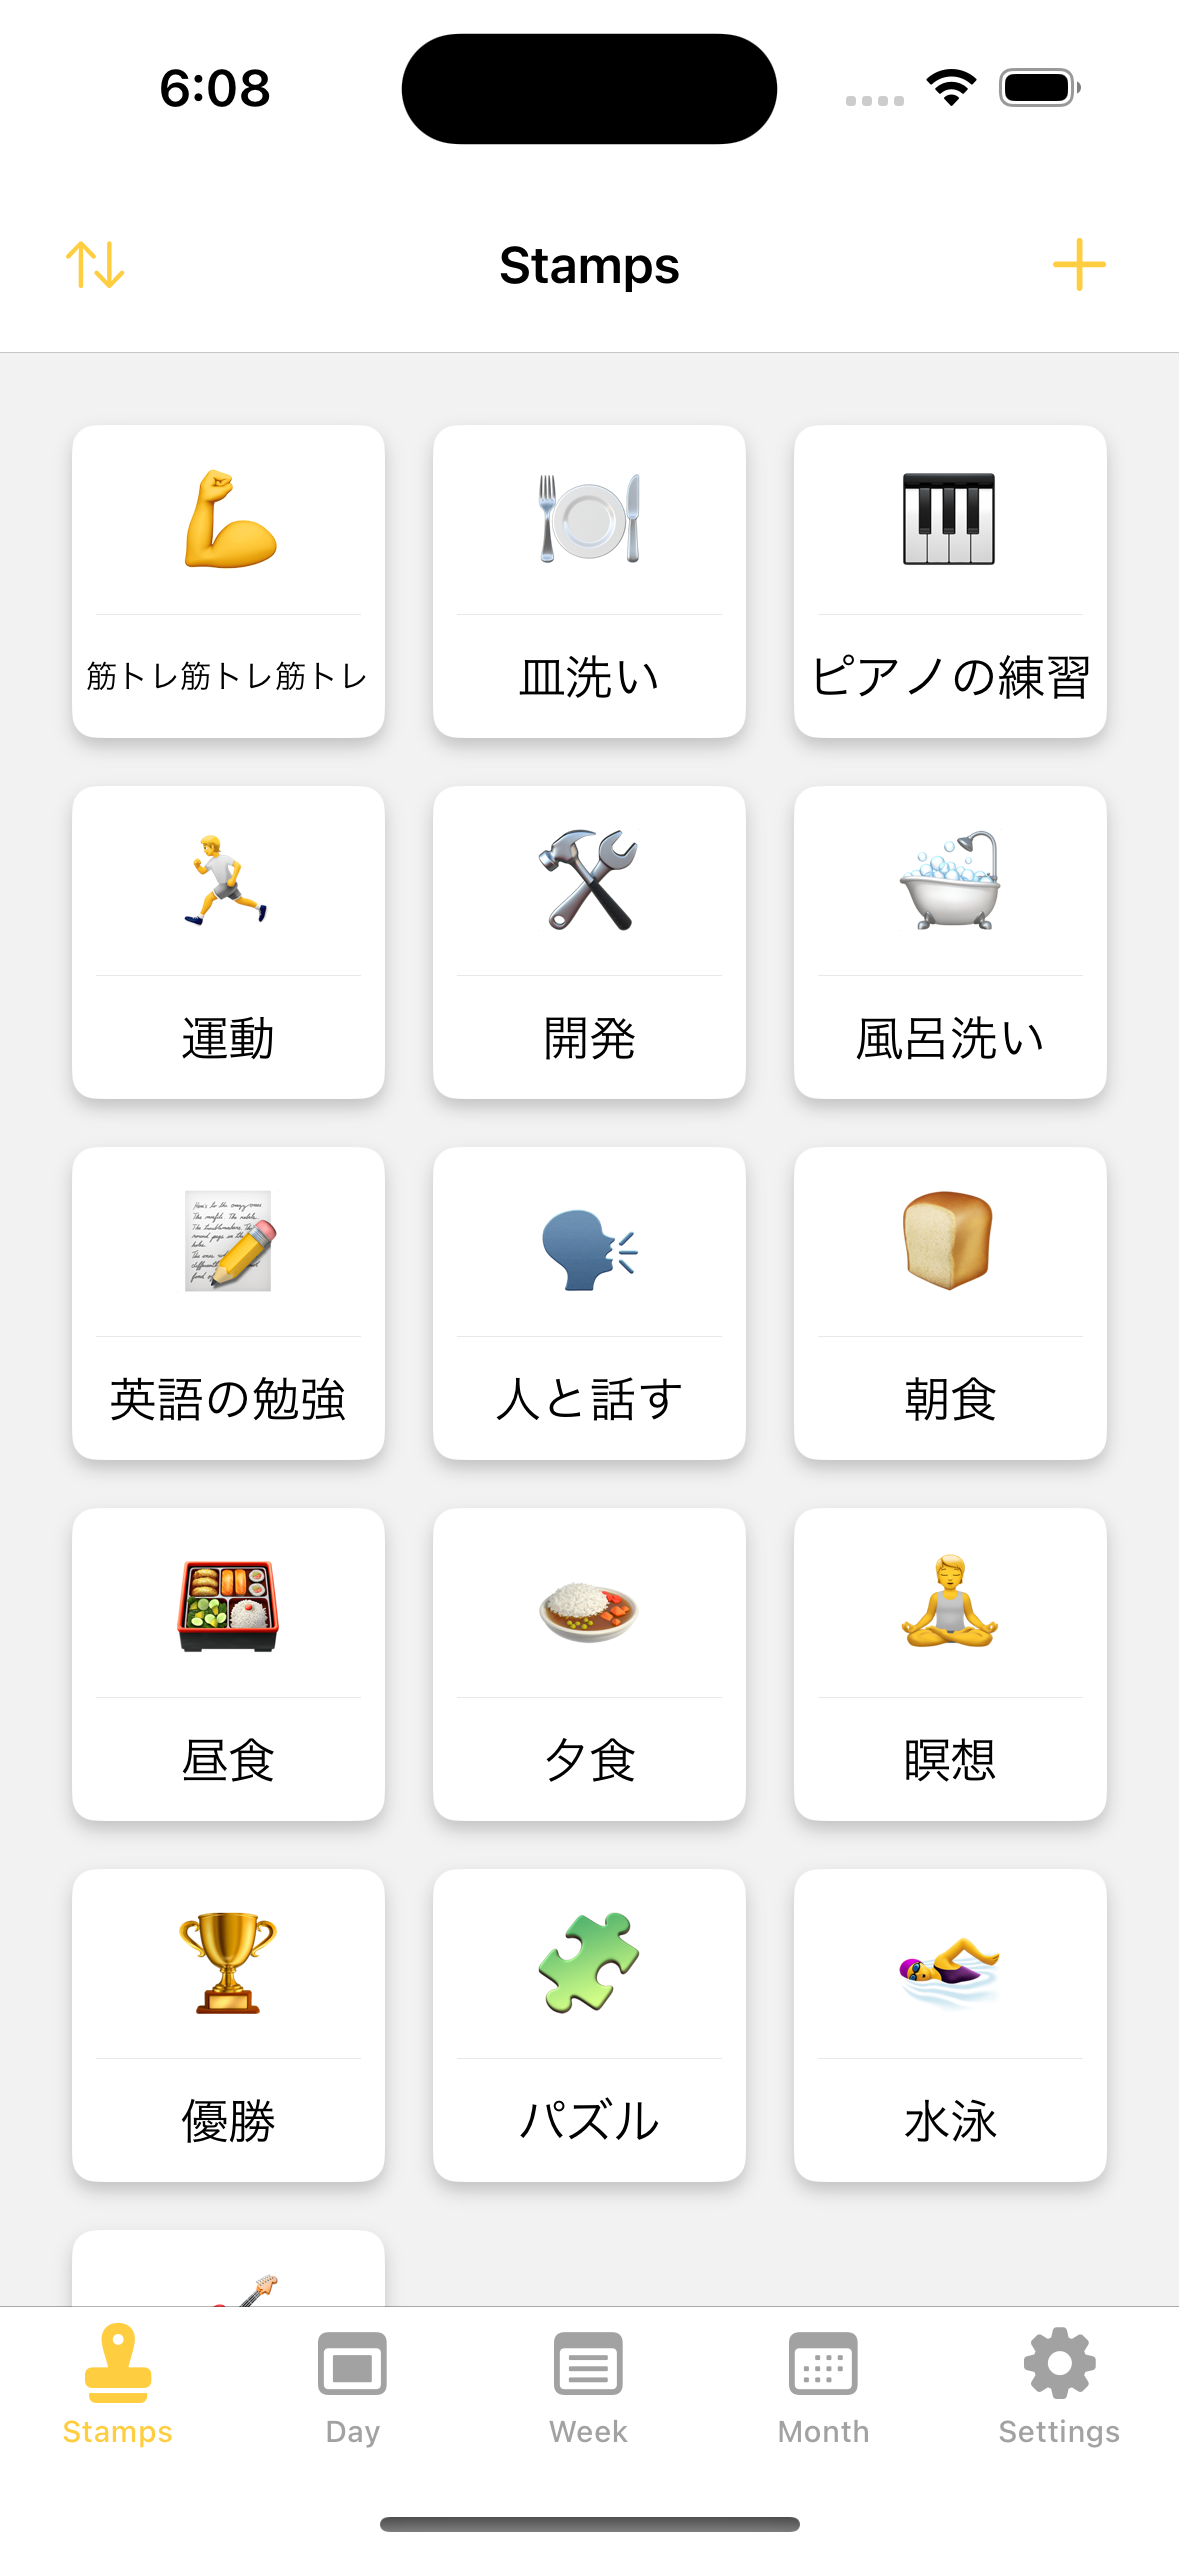 6:08
Stamps
筋トレ筋トレ筋トレ
皿洗い
ピアノの練習
運動
開発
風呂洗い
英語の勉強
人と話す
朝食
昼食
夕食
瞑想
優勝
パズル
水泳
Stamps
Day
Week
Month
Settings